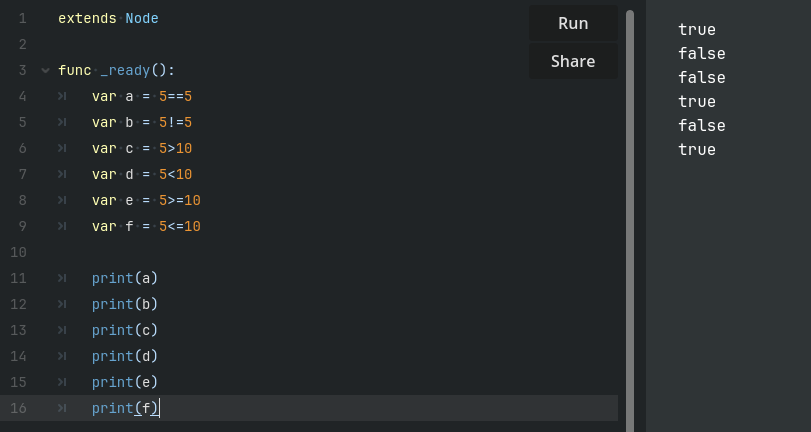 1 extends Node
2
3 func _ready():
4 var a = 5==5
5 var b = 5!=5
6 var c = 5>10
7 var d = 5<10
8 var e = 5>=10
9 var f = 5<=10
10
11 print(a)
12 print(b)
13 print(c)
14 print(d)
15 print(e)
16 print(f)
Run
Share
true
false
false
true
false
true